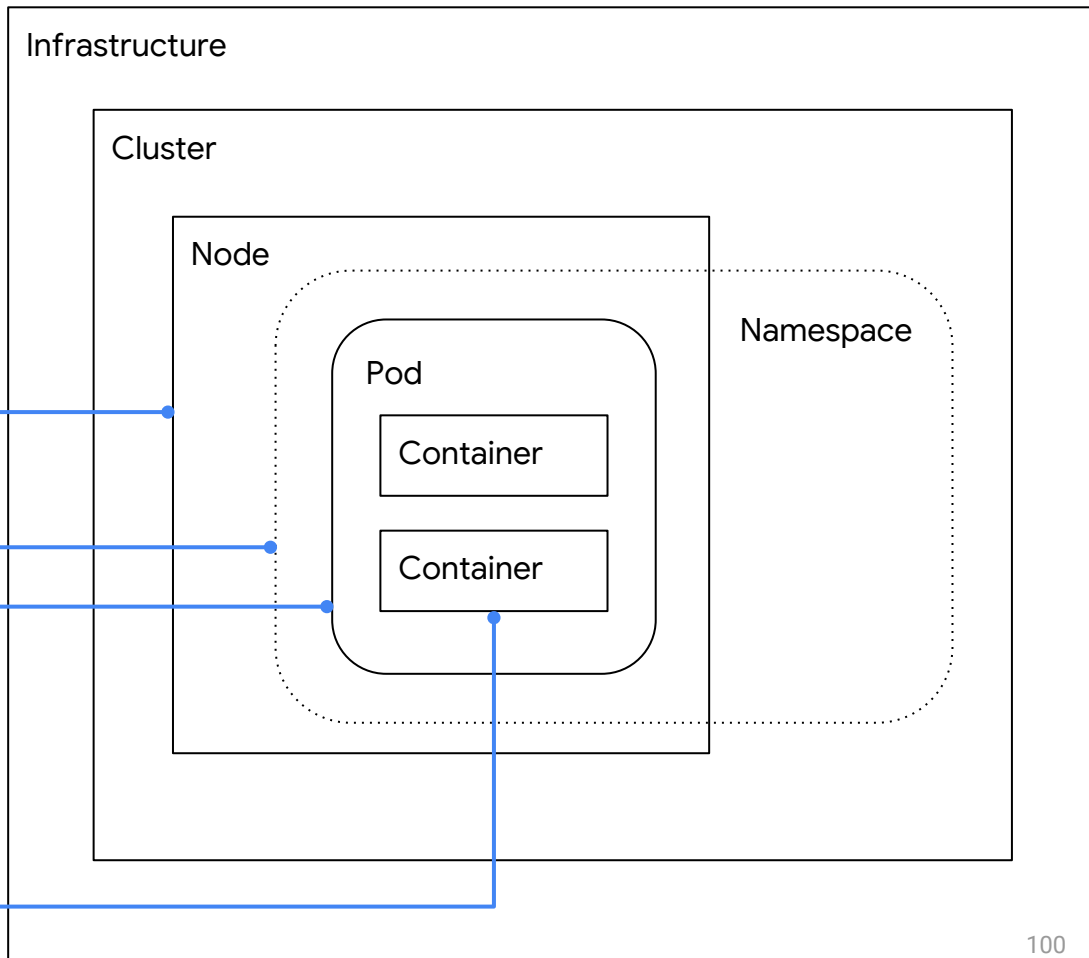 Infrastructure
Cluster
Node
Namespace
Pod
Container
Container
100